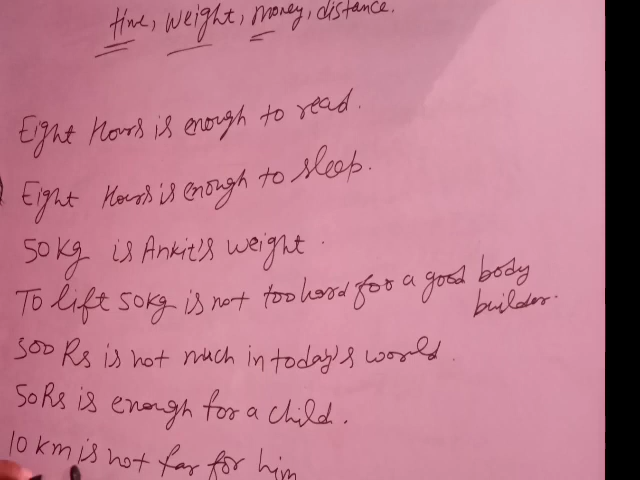 time, weight, money, distance.
Eight Hours is enough to read.
Eight Hours is enough to sleep.
50 Kg is Ankit's weight.
To lift 50Kg is not too hard for a good body
builder.
500 Rs is not much in today's world.
50Rs is enough for a child.
10 km is not far for him